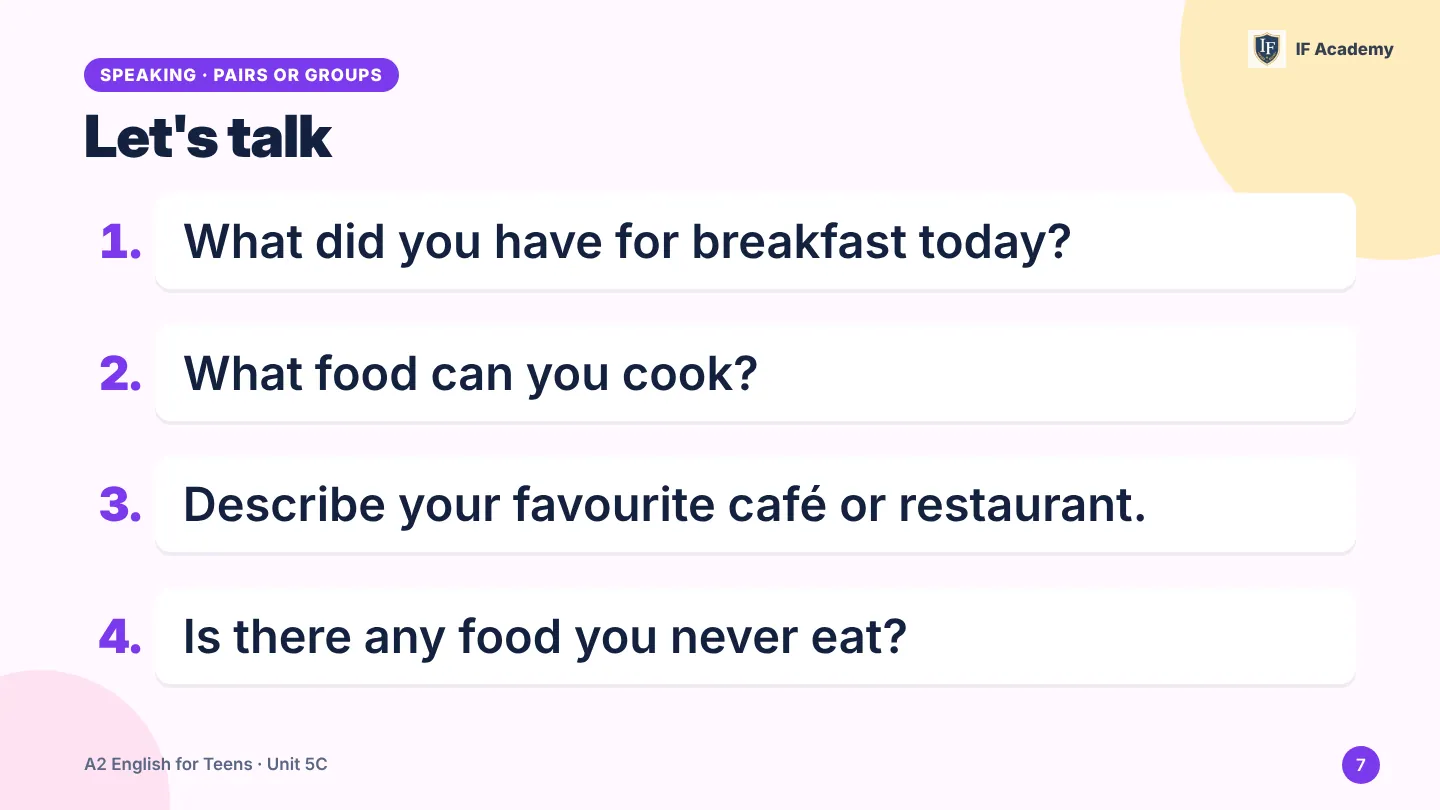 IF IF Academy
SPEAKING · PAIRS OR GROUPS
Let's talk
1. What did you have for breakfast today?
2. What food can you cook?
3. Describe your favourite café or restaurant.
4. Is there any food you never eat?
A2 English for Teens · Unit 5C
7